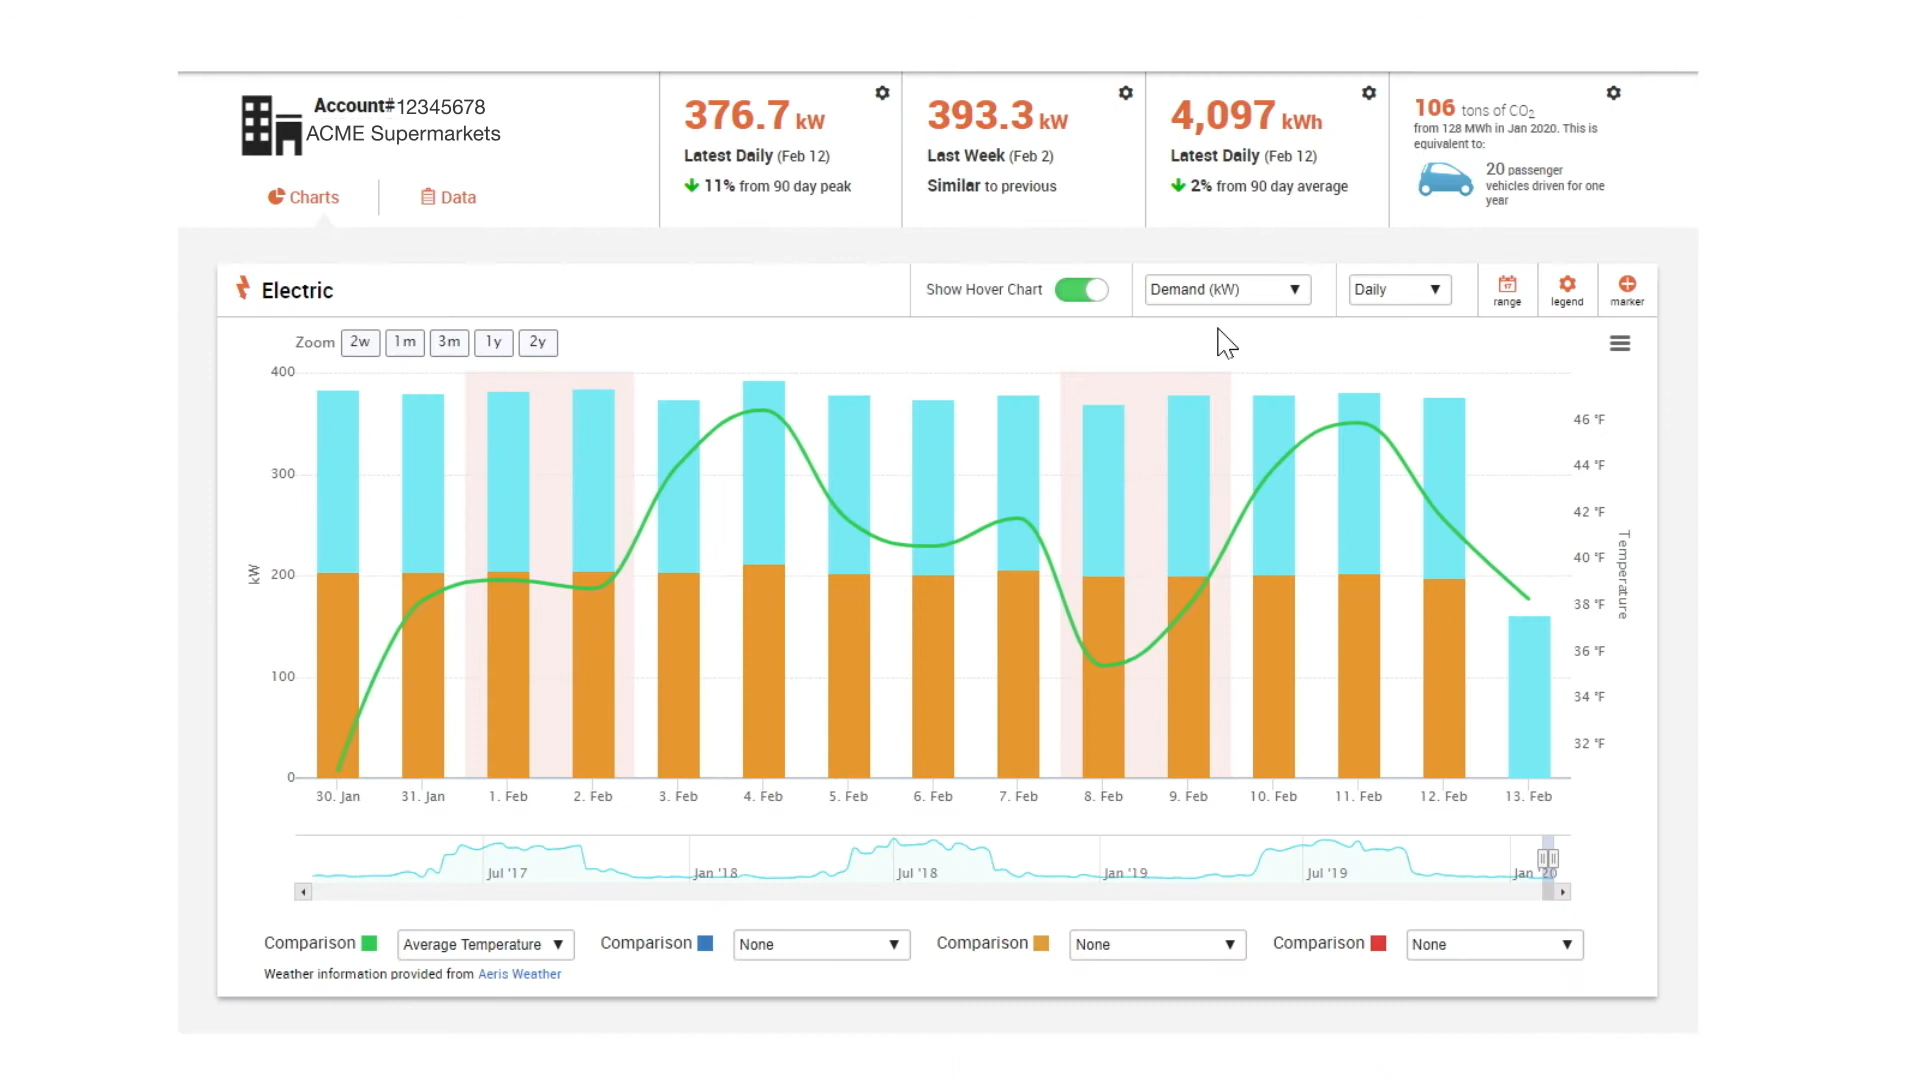 Account# 12345678
ACME Supermarkets
Charts
Data
376.7 kW
Latest Daily (Feb 12)
11% from 90 day peak
393.3 kW
Last Week (Feb 2)
Similar to previous
4,097 kWh
Latest Daily (Feb 12)
2% from 90 day average
106 tons of CO2
from 128 MWh in Jan 2020. This is
equivalent to:
20 passenger
vehicles driven for one
year
Electric
Show Hover Chart
Demand (kW)
Daily
17
range
legend
marker
Zoom 2w 1m 3m 1y 2y
400
300
200
100
0
kW
46 °F
44 °F
42 °F
40 °F
38 °F
36 °F
34 °F
32 °F
Temperature
30. Jan 31. Jan 1. Feb 2. Feb 3. Feb 4. Feb 5. Feb 6. Feb 7. Feb 8. Feb 9. Feb 10. Feb 11. Feb 12. Feb 13. Feb
Jul '17 Jan '18 Jul '18 Jan '19 Jul '19 Jan '20
Comparison Average Temperature Comparison None Comparison None Comparison None
Weather information provided from Aeris Weather